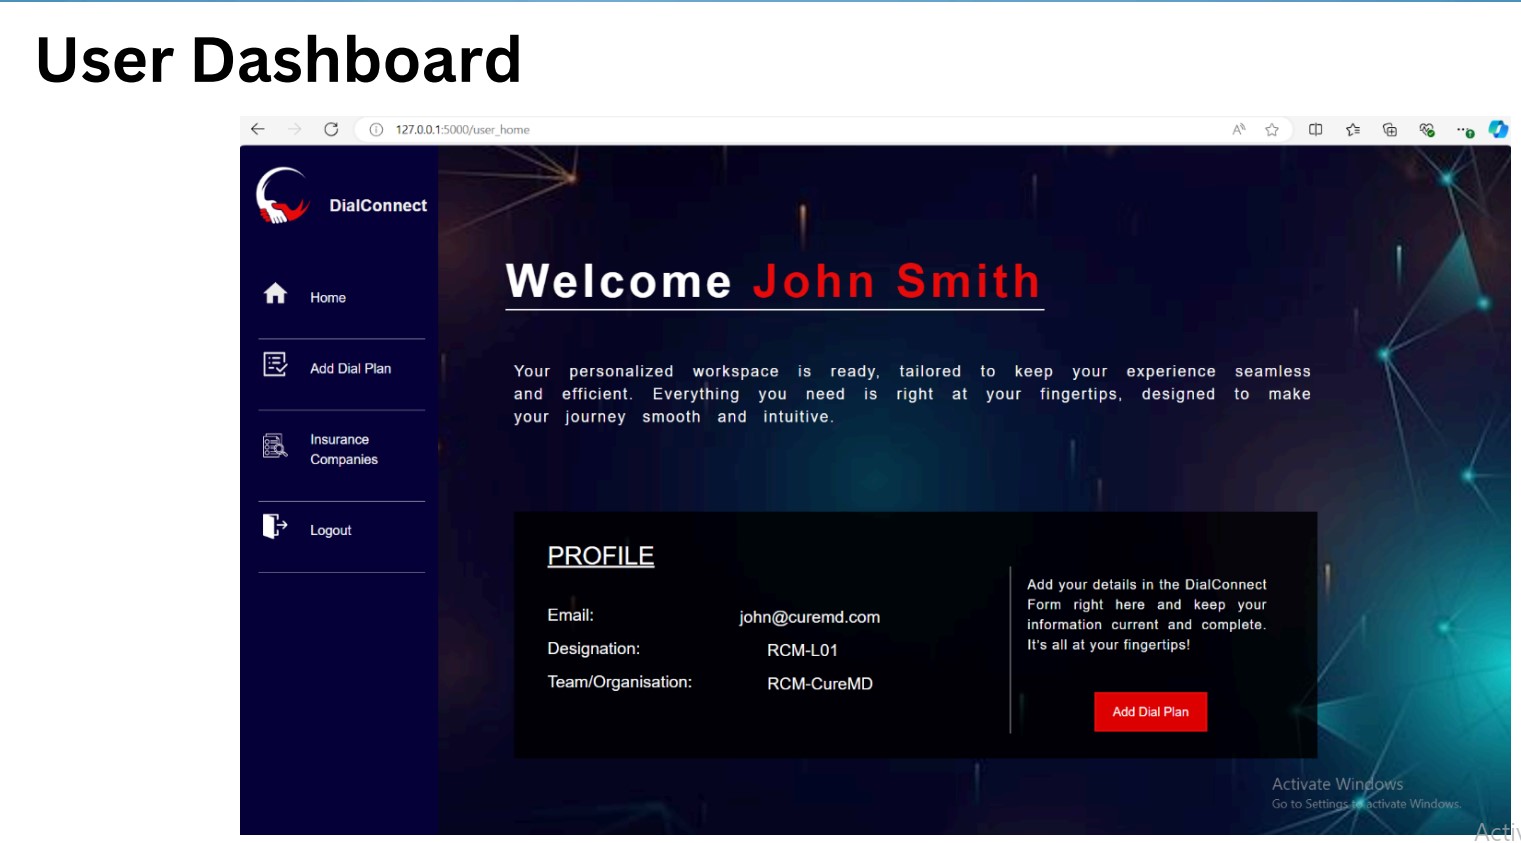 User Dashboard
127.0.0.1:5000/user_home
DialConnect
Home
Add Dial Plan
Insurance
Companies
Logout
Welcome John Smith
Your personalized workspace is ready, tailored to keep your experience seamless
and efficient. Everything you need is right at your fingertips, designed to make
your journey smooth and intuitive.
PROFILE
Email: john@curemd.com
Designation: RCM-L01
Team/Organisation: RCM-CureMD
Add your details in the DialConnect
Form right here and keep your
information current and complete.
It's all at your fingertips!
Add Dial Plan
Activate Windows
Go to Settings to activate Windows.
Activ